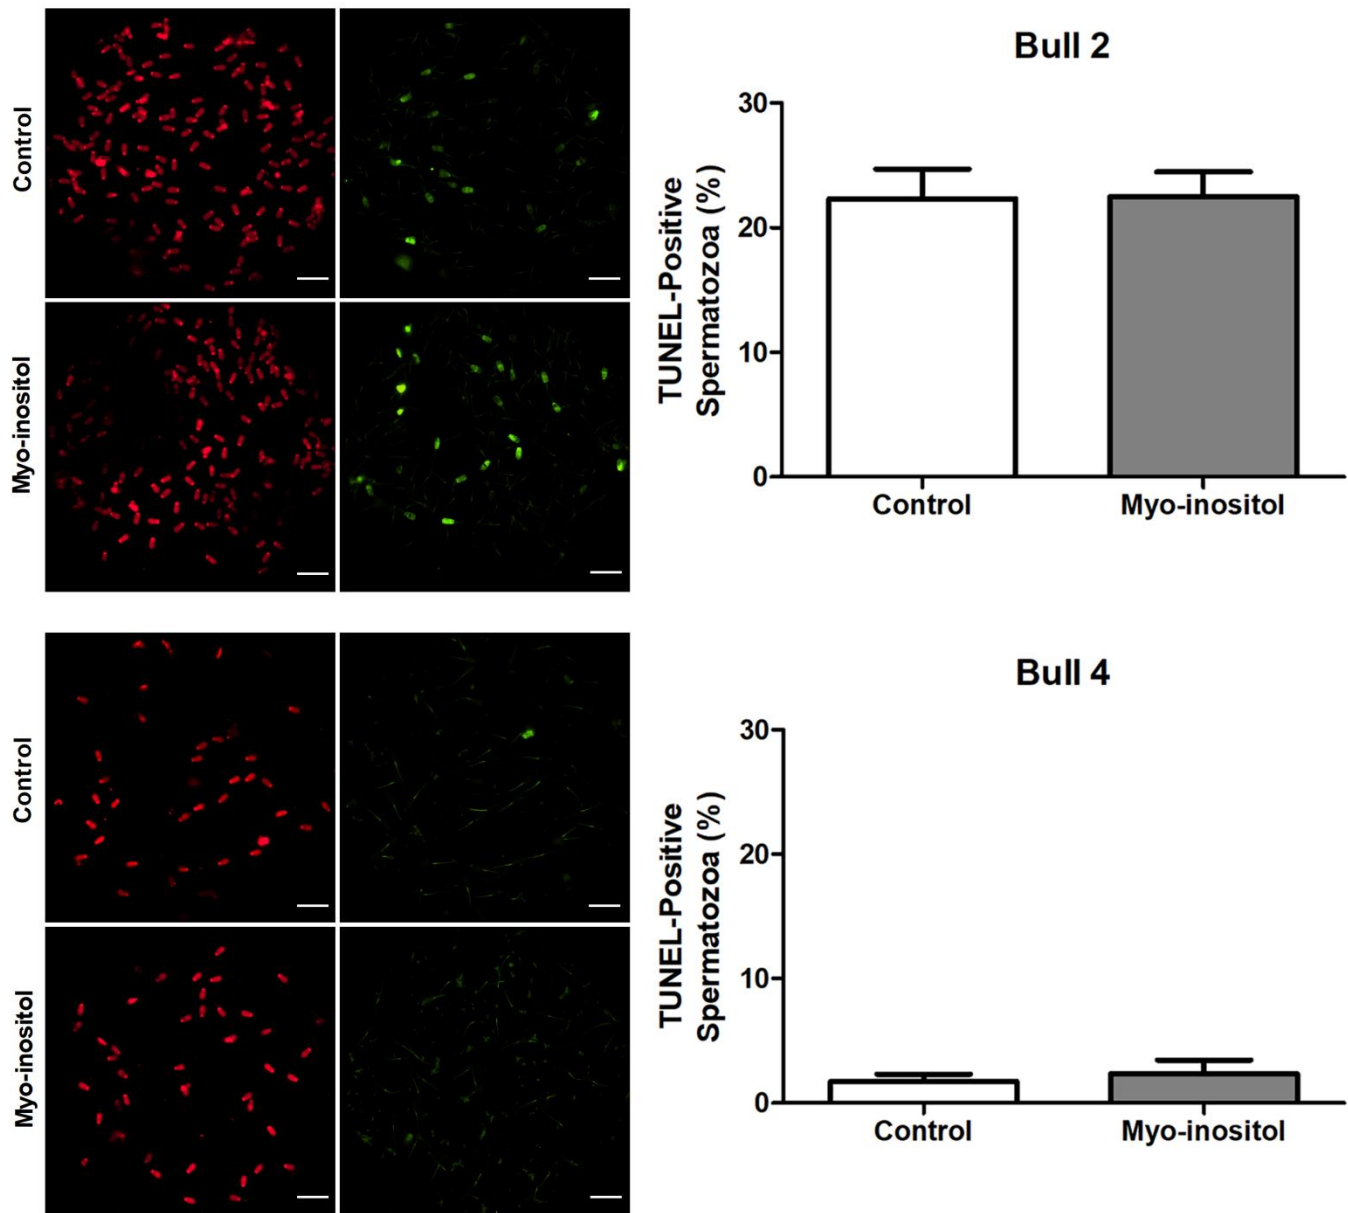 Control
Myo-inositol
Bull 2
TUNEL-Positive
Spermatozoa (%)
30
20
10
0
Control
Myo-inositol
Control
Myo-inositol
Bull 4
TUNEL-Positive
Spermatozoa (%)
30
20
10
0
Control
Myo-inositol